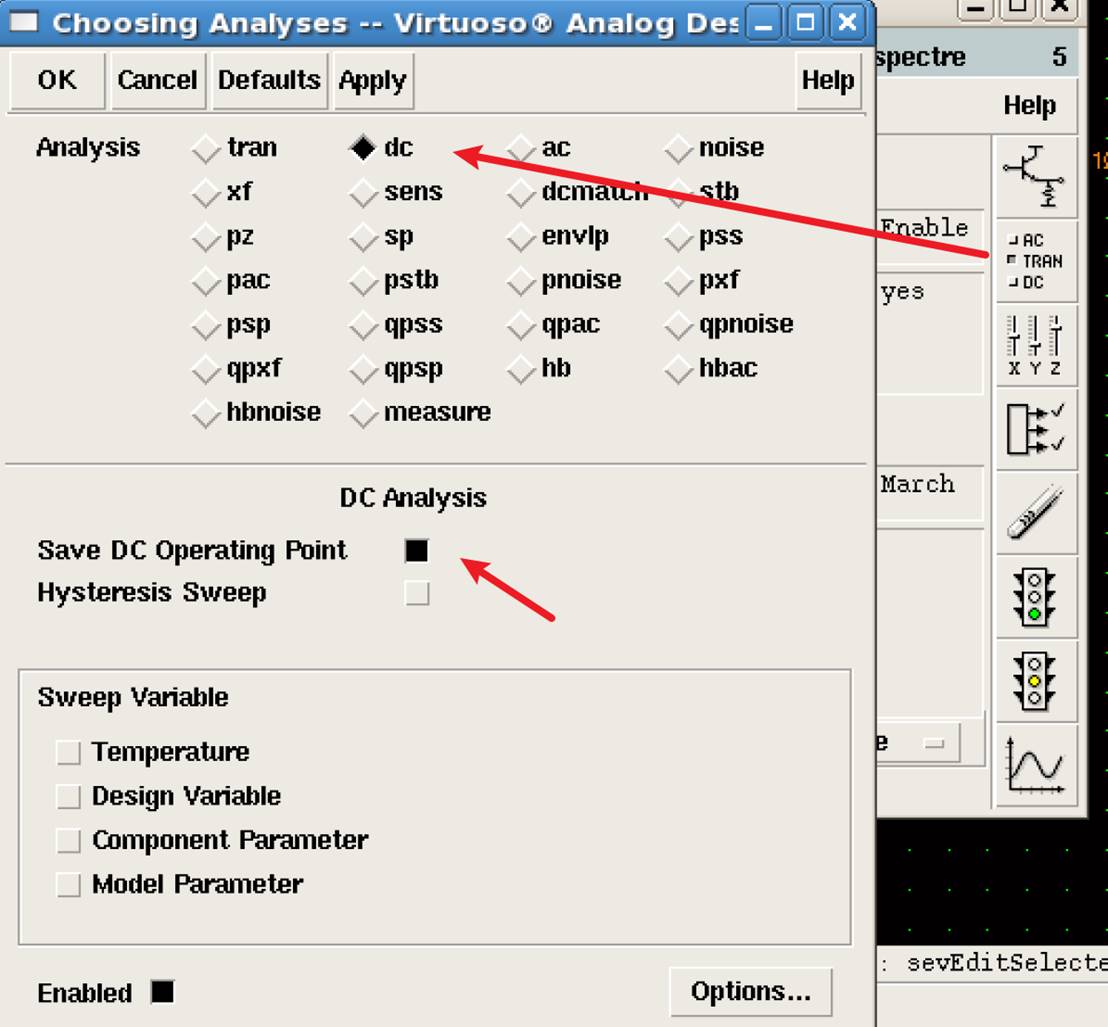 Choosing Analyses -- Virtuoso® Analog Des
OK Cancel Defaults Apply Help
Analysis tran dc ac noise
xf sens dcmatch stb
pz sp envlp pss
pac pstb pnoise pxf
psp qpss qpac qpnoise
qpxf qpsp hb hbac
hbnoise measure
DC Analysis
Save DC Operating Point
Hysteresis Sweep
Sweep Variable
Temperature
Design Variable
Component Parameter
Model Parameter
Enabled Options...
spectre 5
Help
Enable
yes
March
e
AC
TRAN
DC
X Y Z
: sevEditSelecte